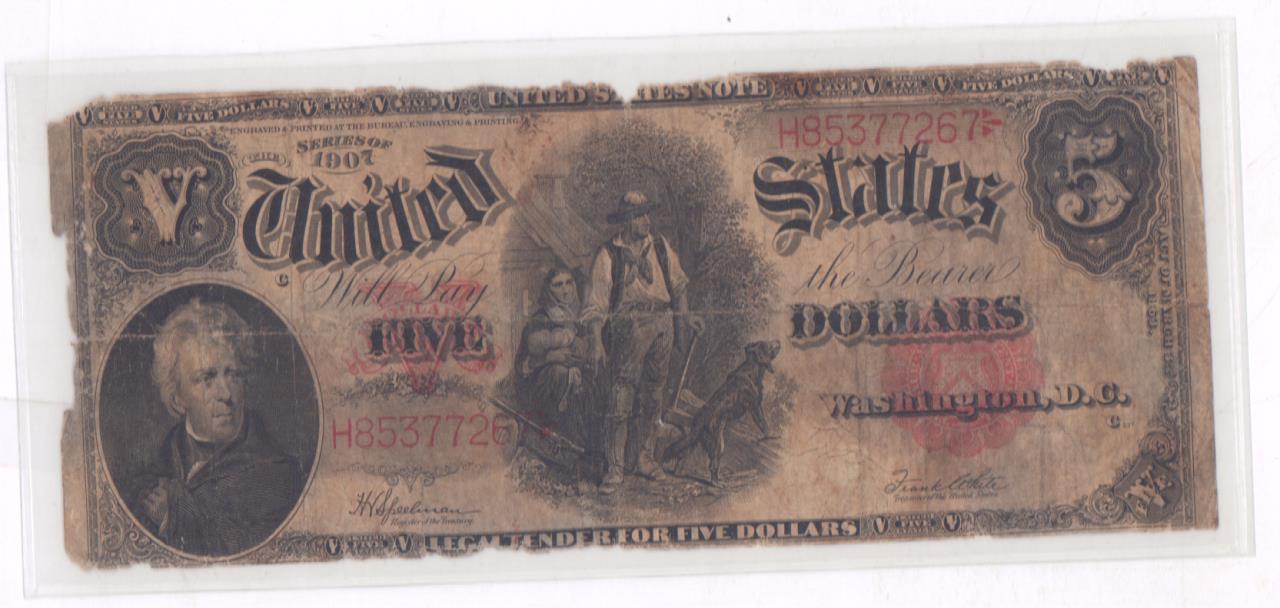 FIVE DOLLARS V V V UNITED STATES NOTE V V FIVE DOLLARS V V
ENGRAVED & PRINTED AT THE BUREAU, ENGRAVING & PRINTING.
H85377267
SERIES OF
1907
THE
V
United States
5
C
Will Pay the Bearer
FIVE DOLLARS
Washington, D.C.
H85377267
C
H V Speelman
Register of the Treasury.
Frank White
Treasurer of the United States.
V V LEGAL TENDER FOR FIVE DOLLARS V V